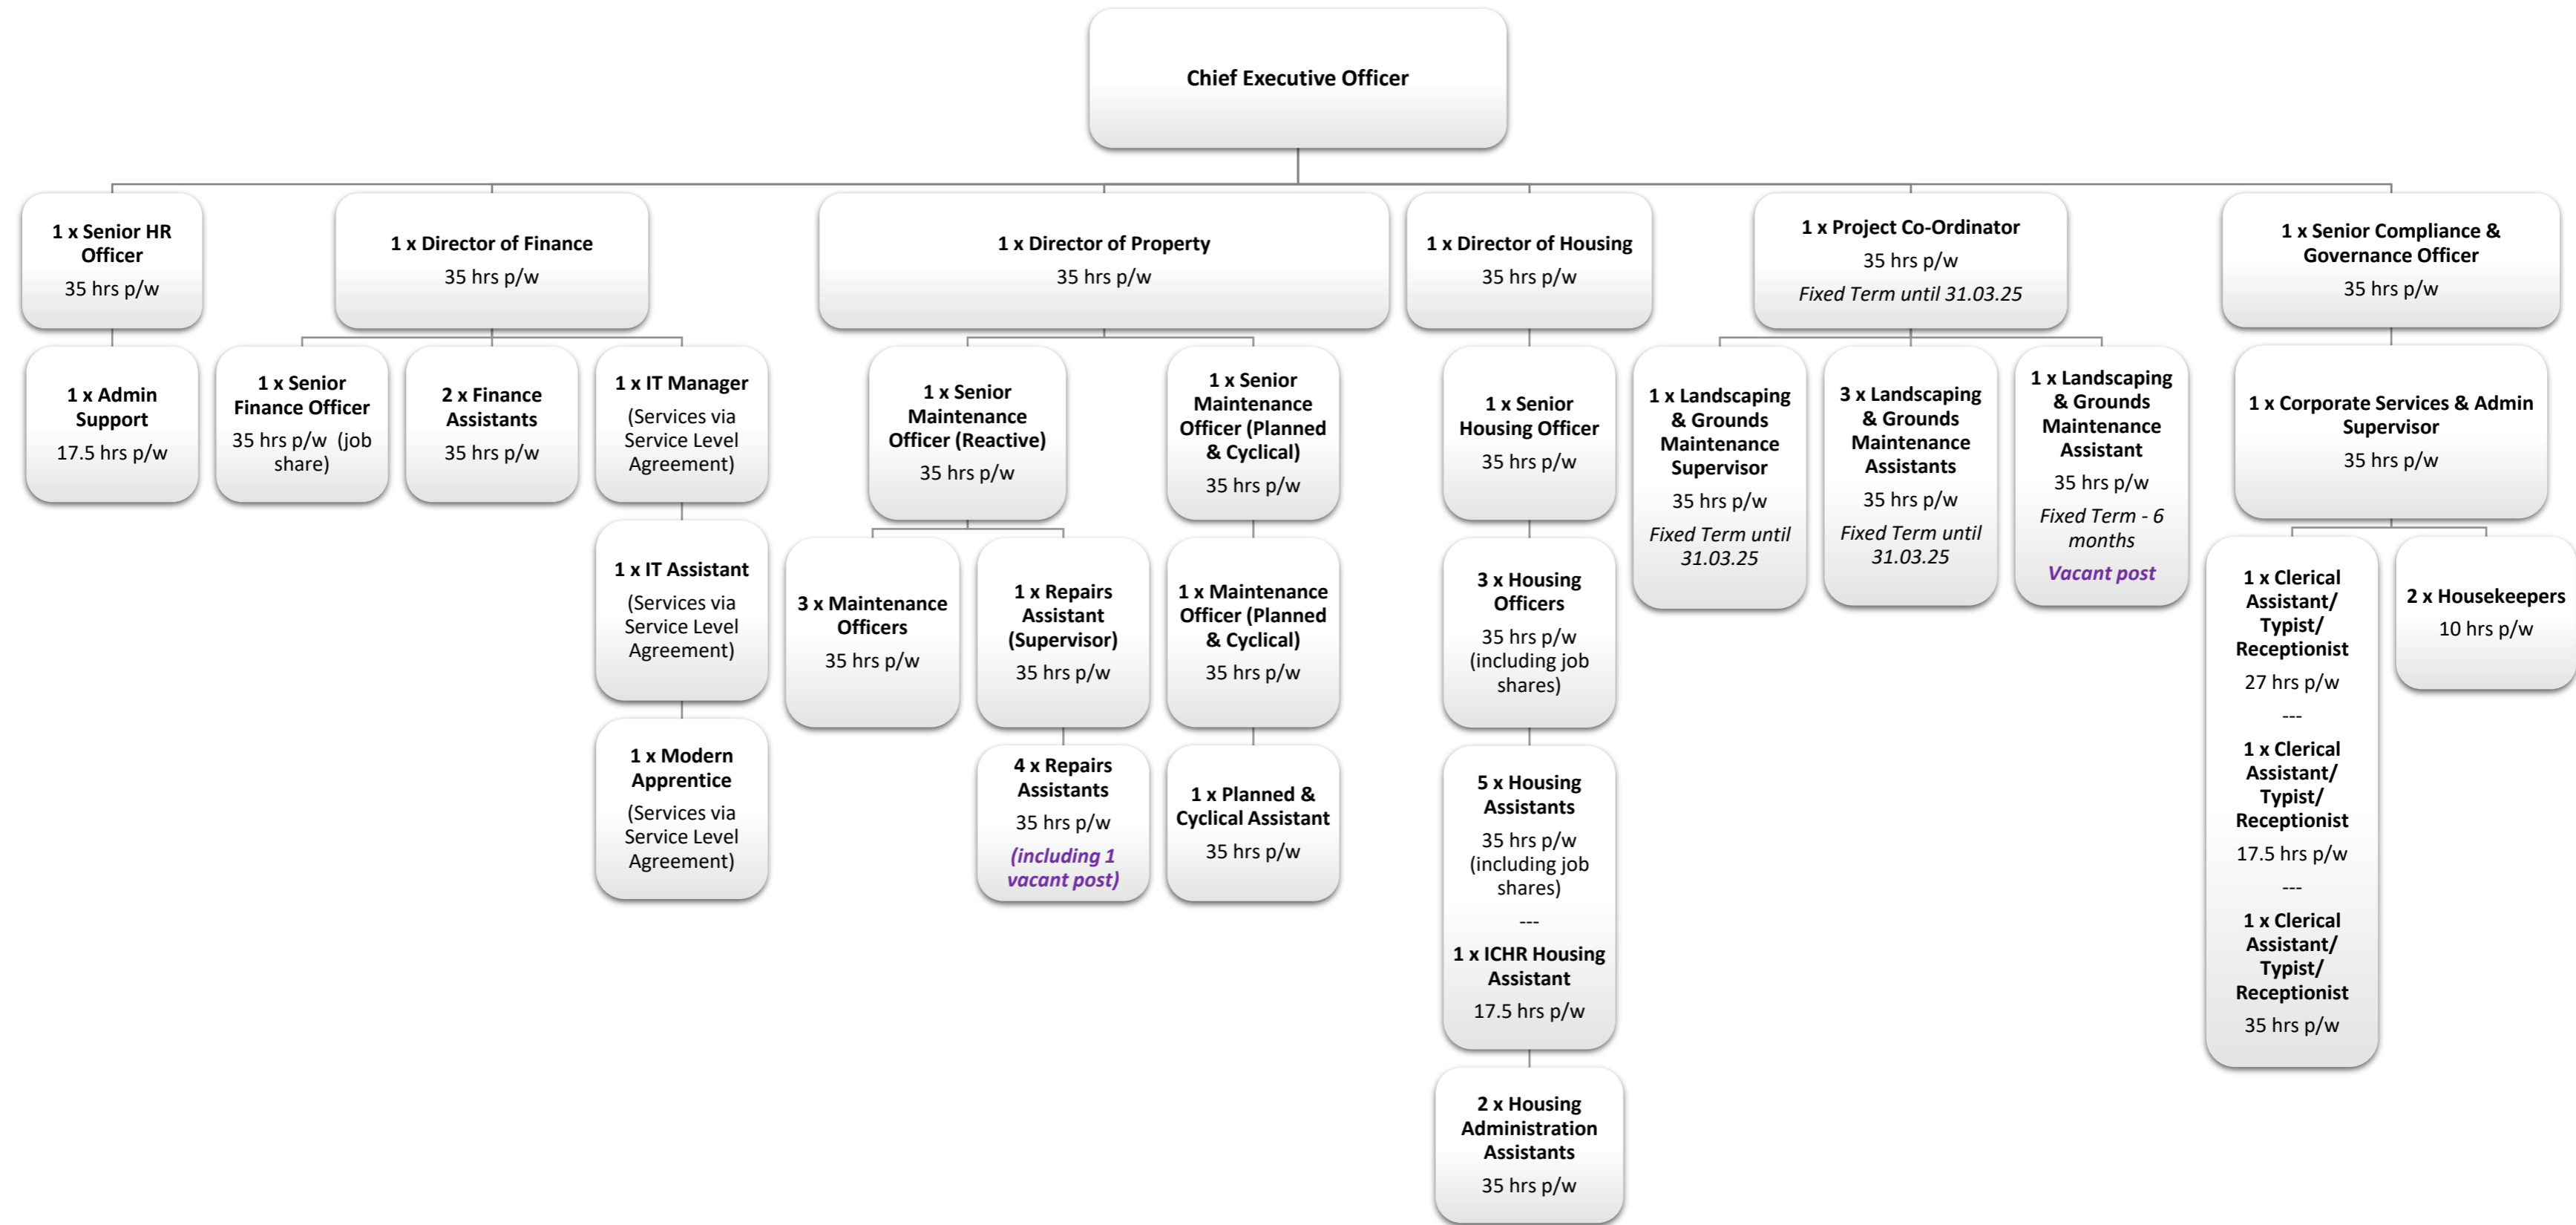 Chief Executive Officer
1 x Senior HR
Officer
35 hrs p/w
1 x Director of Finance
35 hrs p/w
1 x Director of Property
35 hrs p/w
1 x Director of Housing
35 hrs p/w
1 x Project Co-Ordinator
35 hrs p/w
Fixed Term until 31.03.25
1 x Senior Compliance &
Governance Officer
35 hrs p/w
1 x Admin
Support
17.5 hrs p/w
1 x Senior
Finance Officer
35 hrs p/w  (job
share)
2 x Finance
Assistants
35 hrs p/w
1 x IT Manager
(Services via
Service Level
Agreement)
1 x Senior
Maintenance
Officer (Reactive)
35 hrs p/w
1 x Senior
Maintenance
Officer (Planned
& Cyclical)
35 hrs p/w
1 x Senior
Housing Officer
35 hrs p/w
1 x Landscaping
& Grounds
Maintenance
Supervisor
35 hrs p/w
Fixed Term until
31.03.25
3 x Landscaping
& Grounds
Maintenance
Assistants
35 hrs p/w
Fixed Term until
31.03.25
1 x Landscaping
& Grounds
Maintenance
Assistant
35 hrs p/w
Fixed Term - 6
months
Vacant post
1 x Corporate Services & Admin
Supervisor
35 hrs p/w
1 x IT Assistant
(Services via
Service Level
Agreement)
3 x Maintenance
Officers
35 hrs p/w
1 x Repairs
Assistant
(Supervisor)
35 hrs p/w
1 x Maintenance
Officer (Planned
& Cyclical)
35 hrs p/w
3 x Housing
Officers
35 hrs p/w
(including job
shares)
1 x Clerical
Assistant/
Typist/
Receptionist
27 hrs p/w
---
1 x Clerical
Assistant/
Typist/
Receptionist
17.5 hrs p/w
---
1 x Clerical
Assistant/
Typist/
Receptionist
35 hrs p/w
2 x Housekeepers
10 hrs p/w
1 x Modern
Apprentice
(Services via
Service Level
Agreement)
4 x Repairs
Assistants
35 hrs p/w
(including 1
vacant post)
1 x Planned &
Cyclical Assistant
35 hrs p/w
5 x Housing
Assistants
35 hrs p/w
(including job
shares)
---
1 x ICHR Housing
Assistant
17.5 hrs p/w
2 x Housing
Administration
Assistants
35 hrs p/w